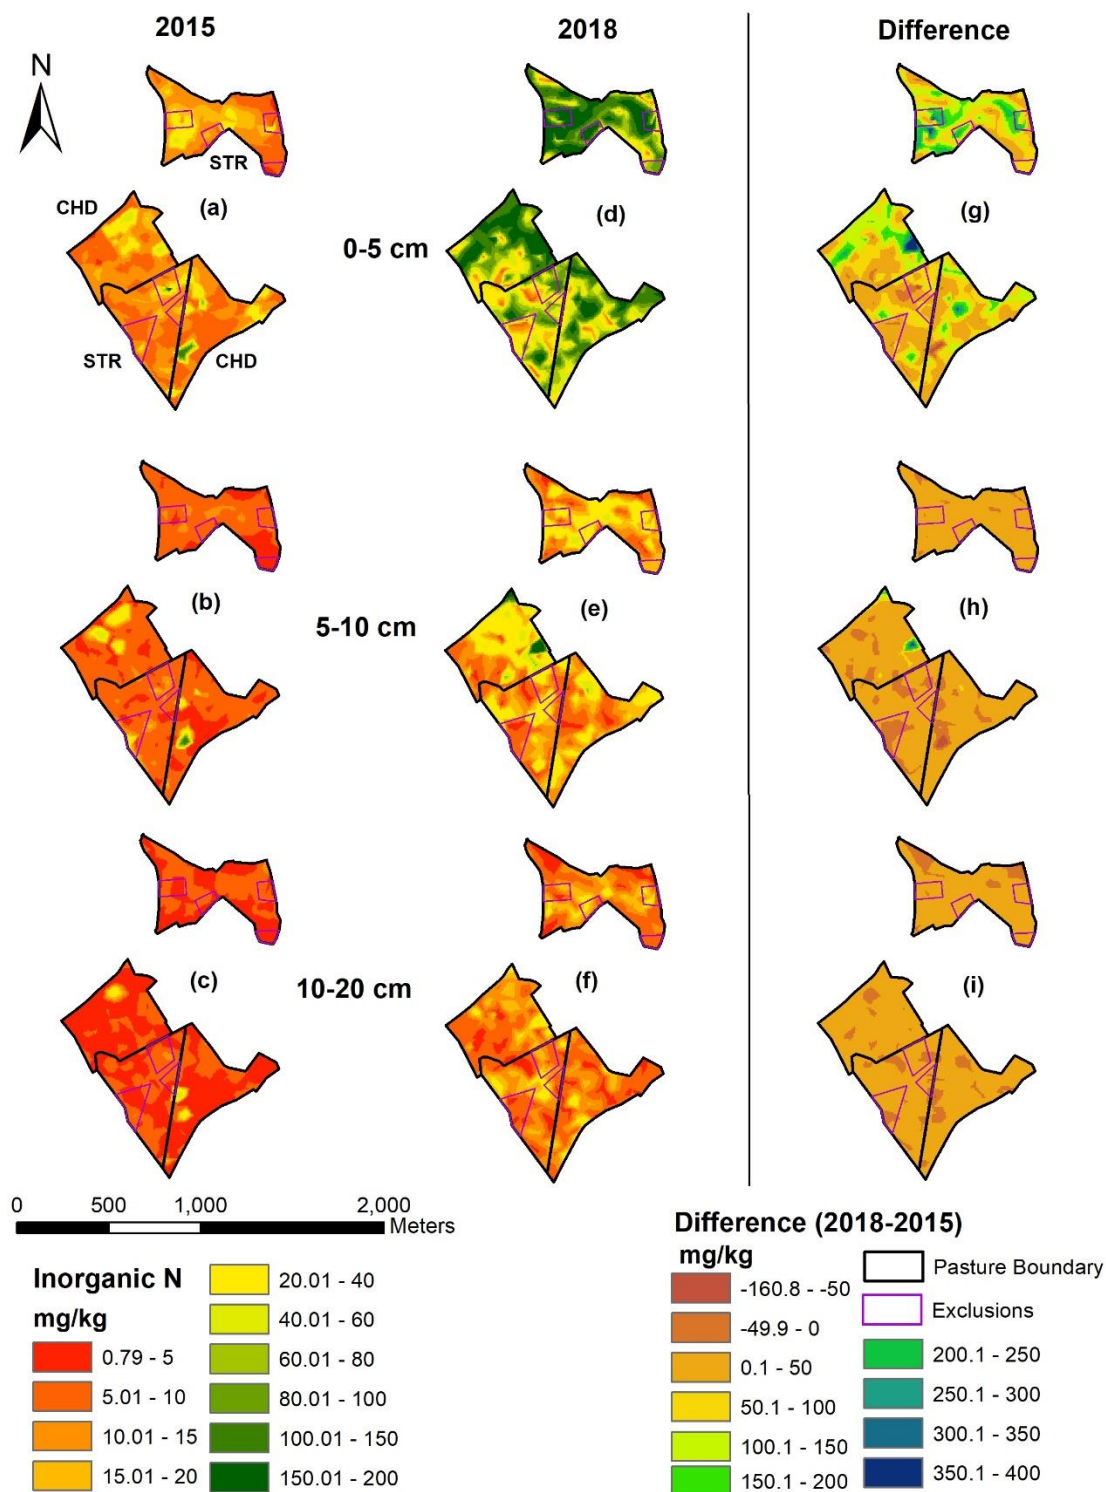 2015 2018 Difference
N
STR
CHD
(a) (d) (g)
0-5 cm
STR CHD
(b) (e) (h)
5-10 cm
(c) (f) (i)
10-20 cm
0 500 1,000 2,000
Meters
Inorganic N
mg/kg
0.79 - 5
5.01 - 10
10.01 - 15
15.01 - 20
20.01 - 40
40.01 - 60
60.01 - 80
80.01 - 100
100.01 - 150
150.01 - 200
Difference (2018-2015)
mg/kg
-160.8 - -50
-49.9 - 0
0.1 - 50
50.1 - 100
100.1 - 150
150.1 - 200
Pasture Boundary
Exclusions
200.1 - 250
250.1 - 300
300.1 - 350
350.1 - 400